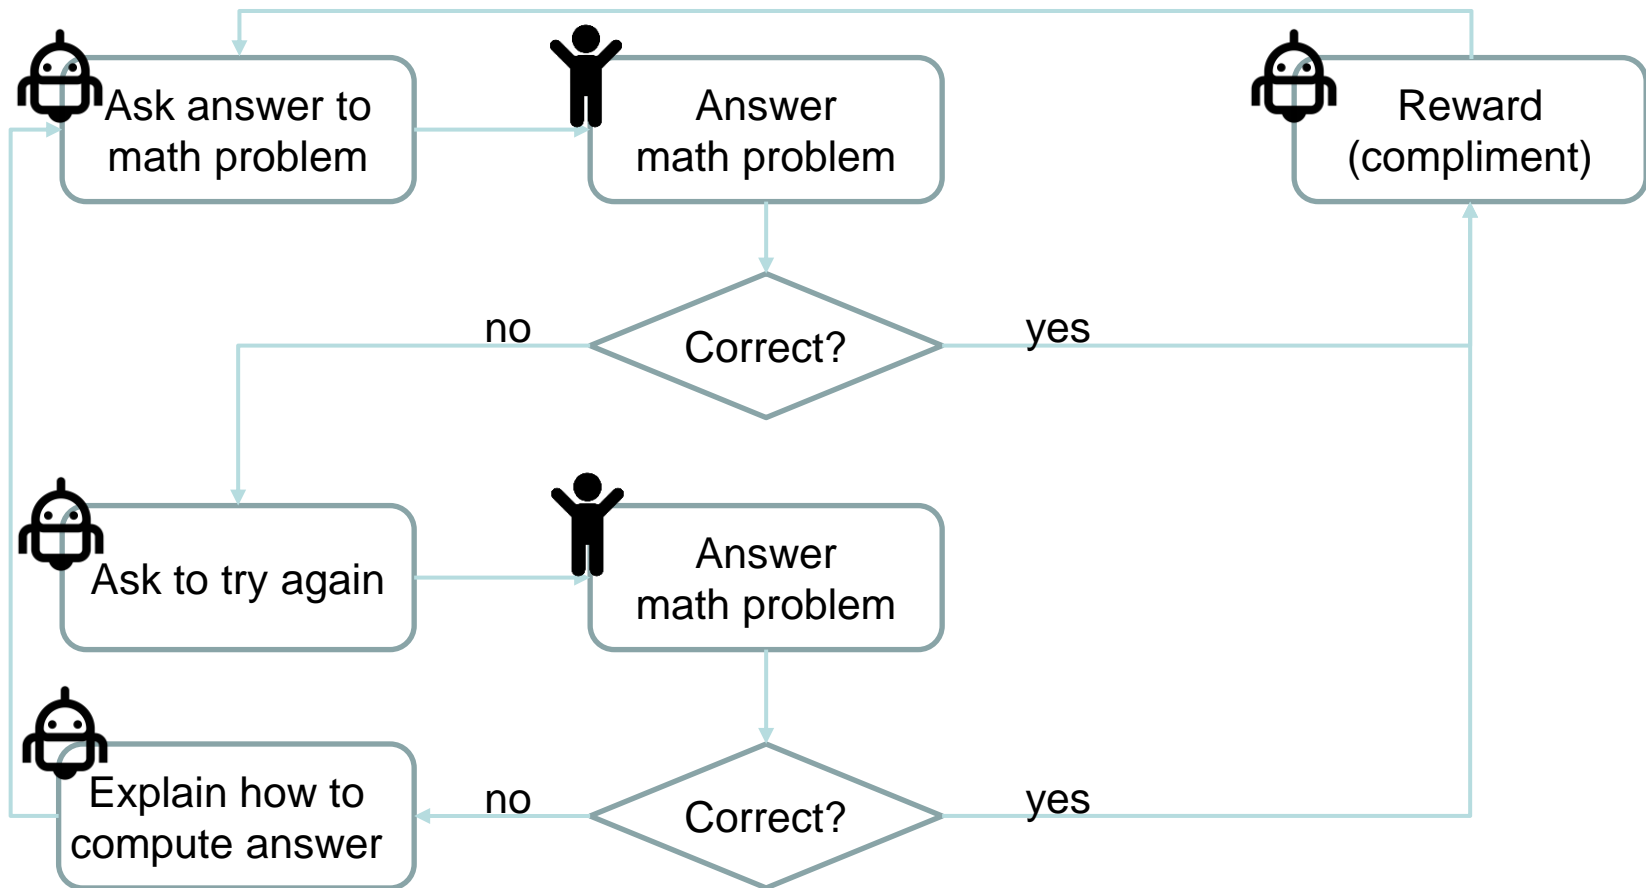 Ask answer to
math problem
Answer
math problem
Reward
(compliment)
no
Correct?
yes
Ask to try again
Answer
math problem
Explain how to
compute answer
no
Correct?
yes